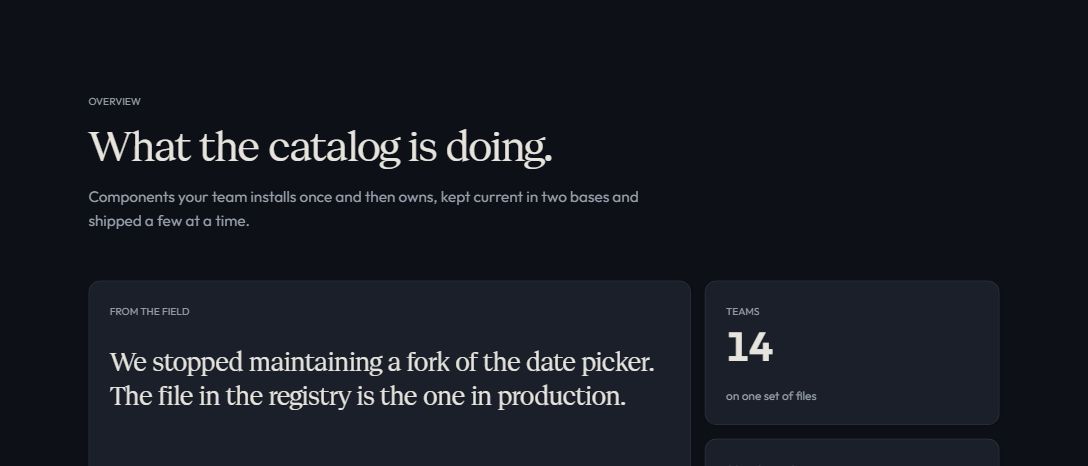 OVERVIEW
What the catalog is doing.
Components your team installs once and then owns, kept current in two bases and
shipped a few at a time.
FROM THE FIELD
We stopped maintaining a fork of the date picker.
The file in the registry is the one in production.
TEAMS
14
on one set of files